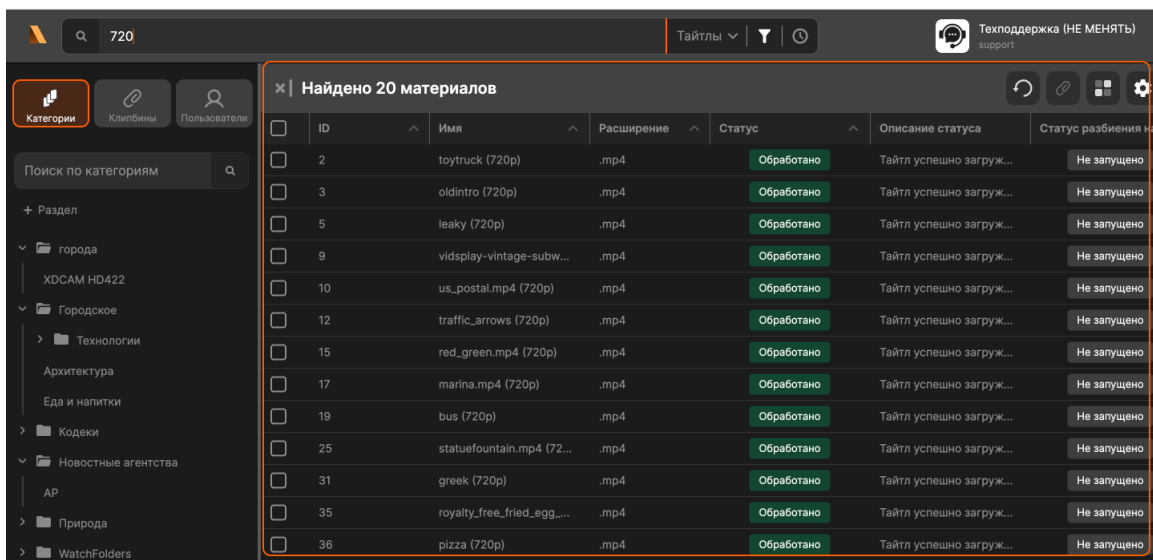 720
Тайтлы
Техподдержка (НЕ МЕНЯТЬ)
support
Категории
Клипбины
Пользователи
Поиск по категориям
+ Раздел
города
XDCAM HD422
Городское
Технологии
Архитектура
Еда и напитки
Кодеки
Новостные агентства
AP
Природа
WatchFolders
Найдено 20 материалов
ID Имя Расширение Статус Описание статуса Статус разбиения на
2 toytruck (720p) .mp4 Обработано Тайтл успешно загруж... Не запущено
3 oldintro (720p) .mp4 Обработано Тайтл успешно загруж... Не запущено
5 leaky (720p) .mp4 Обработано Тайтл успешно загруж... Не запущено
9 vidsplay-vintage-subw... .mp4 Обработано Тайтл успешно загруж... Не запущено
10 us_postal.mp4 (720p) .mp4 Обработано Тайтл успешно загруж... Не запущено
12 traffic_arrows (720p) .mp4 Обработано Тайтл успешно загруж... Не запущено
15 red_green.mp4 (720p) .mp4 Обработано Тайтл успешно загруж... Не запущено
17 marina.mp4 (720p) .mp4 Обработано Тайтл успешно загруж... Не запущено
19 bus (720p) .mp4 Обработано Тайтл успешно загруж... Не запущено
25 statuefountain.mp4 (72... .mp4 Обработано Тайтл успешно загруж... Не запущено
31 greek (720p) .mp4 Обработано Тайтл успешно загруж... Не запущено
35 royalty_free_fried_egg_... .mp4 Обработано Тайтл успешно загруж... Не запущено
36 pizza (720p) .mp4 Обработано Тайтл успешно загруж... Не запущено